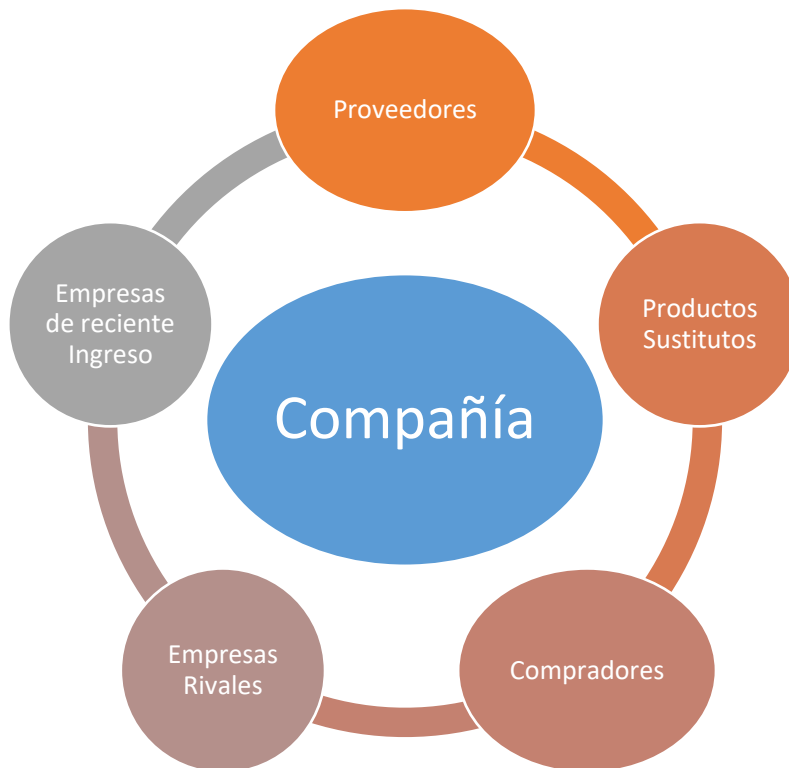 Proveedores
Productos
Sustitutos
Compradores
Empresas
Rivales
Empresas
de reciente
Ingreso
Compañía